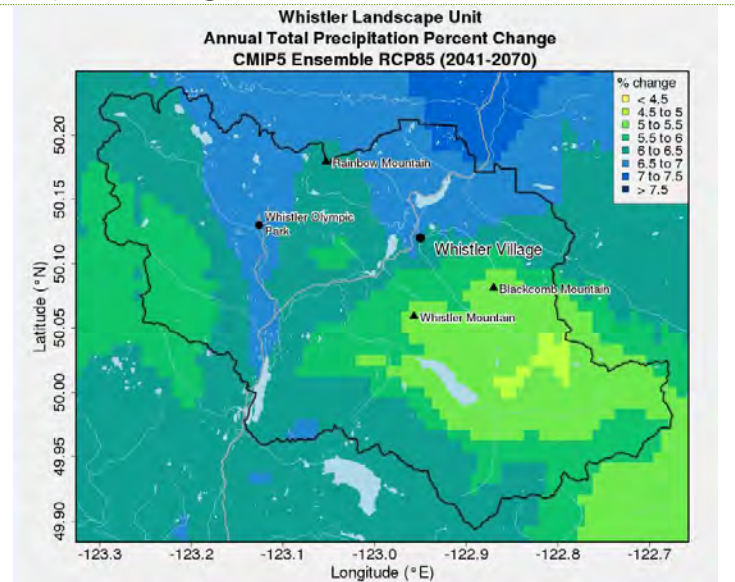 Whistler Landscape Unit
Annual Total Precipitation Percent Change
CMIP5 Ensemble RCP85 (2041-2070)
% change
< 4.5
4.5 to 5
5 to 5.5
5.5 to 6
6 to 6.5
6.5 to 7
7 to 7.5
> 7.5
Rainbow Mountain
Whistler Olympic
Park
Whistler Village
Blackcomb Mountain
Whistler Mountain
Latitude (°N)
50.20
50.15
50.10
50.05
50.00
49.95
49.90
-123.3 -123.2 -123.1 -123.0 -122.9 -122.8 -122.7
Longitude (°E)